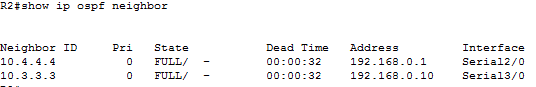 R2#show ip ospf neighbor
Neighbor ID Pri State Dead Time Address Interface
10.4.4.4 0 FULL/ - 00:00:32 192.168.0.1 Serial2/0
10.3.3.3 0 FULL/ - 00:00:32 192.168.0.10 Serial3/0